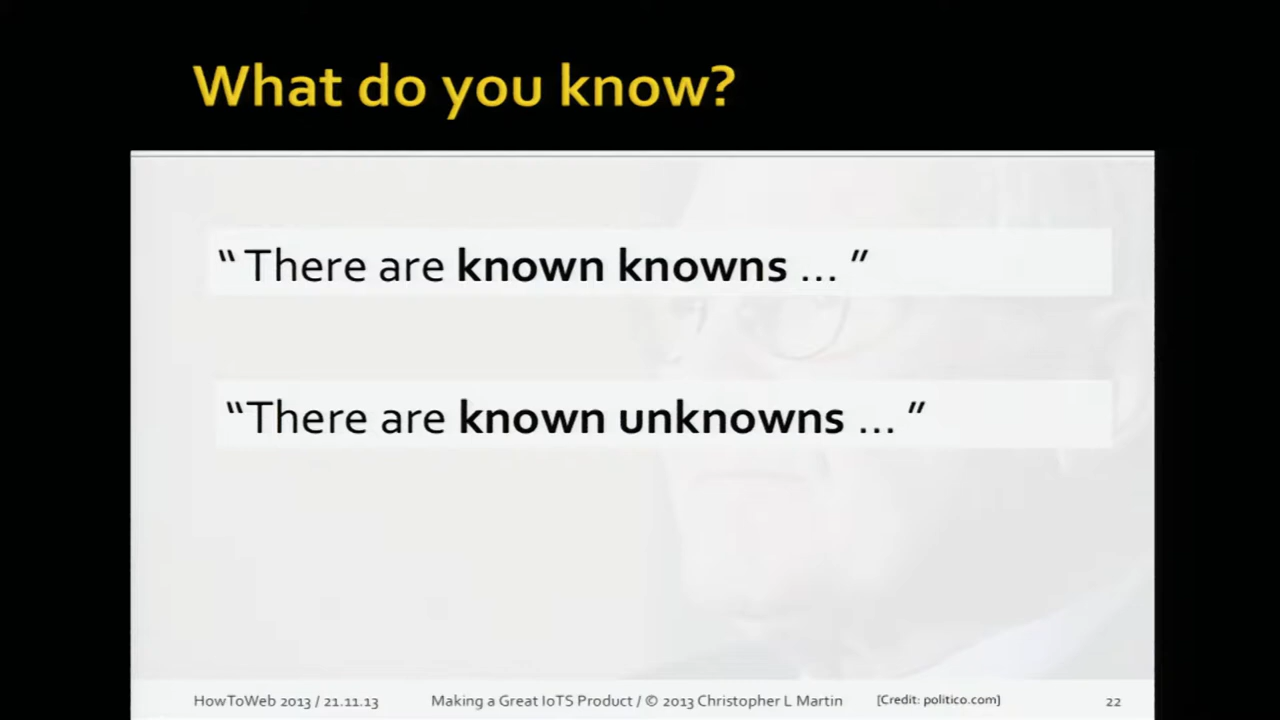 What do you know?
“ There are known knowns ... ”
“There are known unknowns ... ”
HowToWeb 2013 / 21.11.13 Making a Great IoTS Product / © 2013 Christopher L Martin [Credit: politico.com] 22